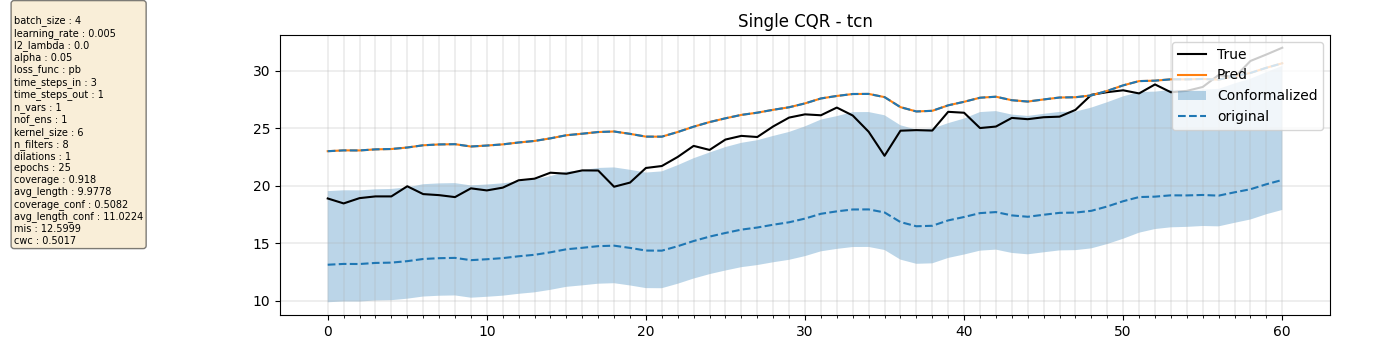 batch_size : 4
learning_rate : 0.005
l2_lambda : 0.0
alpha : 0.05
loss_func : pb
time_steps_in : 3
time_steps_out : 1
n_vars : 1
nof_ens : 1
kernel_size : 6
n_filters : 8
dilations : 1
epochs : 25
coverage : 0.918
avg_length : 9.9778
coverage_conf : 0.5082
avg_length_conf : 11.0224
mis : 12.5999
cwc : 0.5017
Single CQR - tcn
True
Pred
Conformalized
original
30
25
20
15
10
0 10 20 30 40 50 60